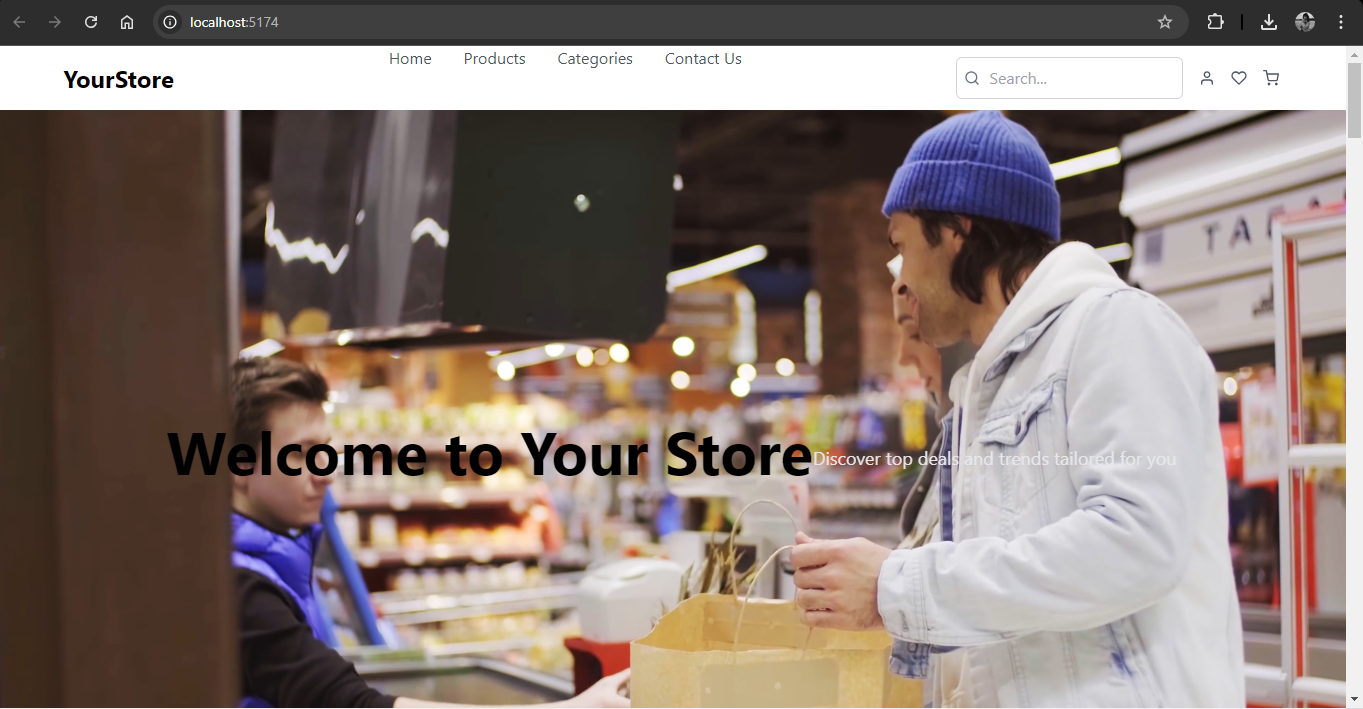 localhost:5174
YourStore
Home Products Categories Contact Us
Search...
TA
Welcome to Your Store
Discover top deals and trends tailored for you